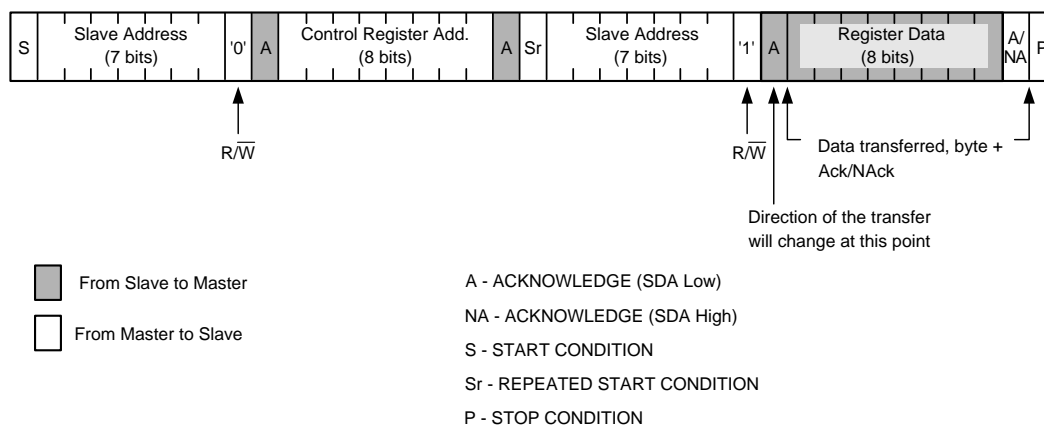 S
Slave Address
(7 bits)
'0'
A
Control Register Add.
(8 bits)
A
Sr
Slave Address
(7 bits)
'1'
A
Register Data
(8 bits)
A/
NA
P
R/W̅
R/W̅
Data transferred, byte +
Ack/NAck
Direction of the transfer
will change at this point
From Slave to Master
From Master to Slave
A - ACKNOWLEDGE (SDA Low)
NA - ACKNOWLEDGE (SDA High)
S - START CONDITION
Sr - REPEATED START CONDITION
P - STOP CONDITION